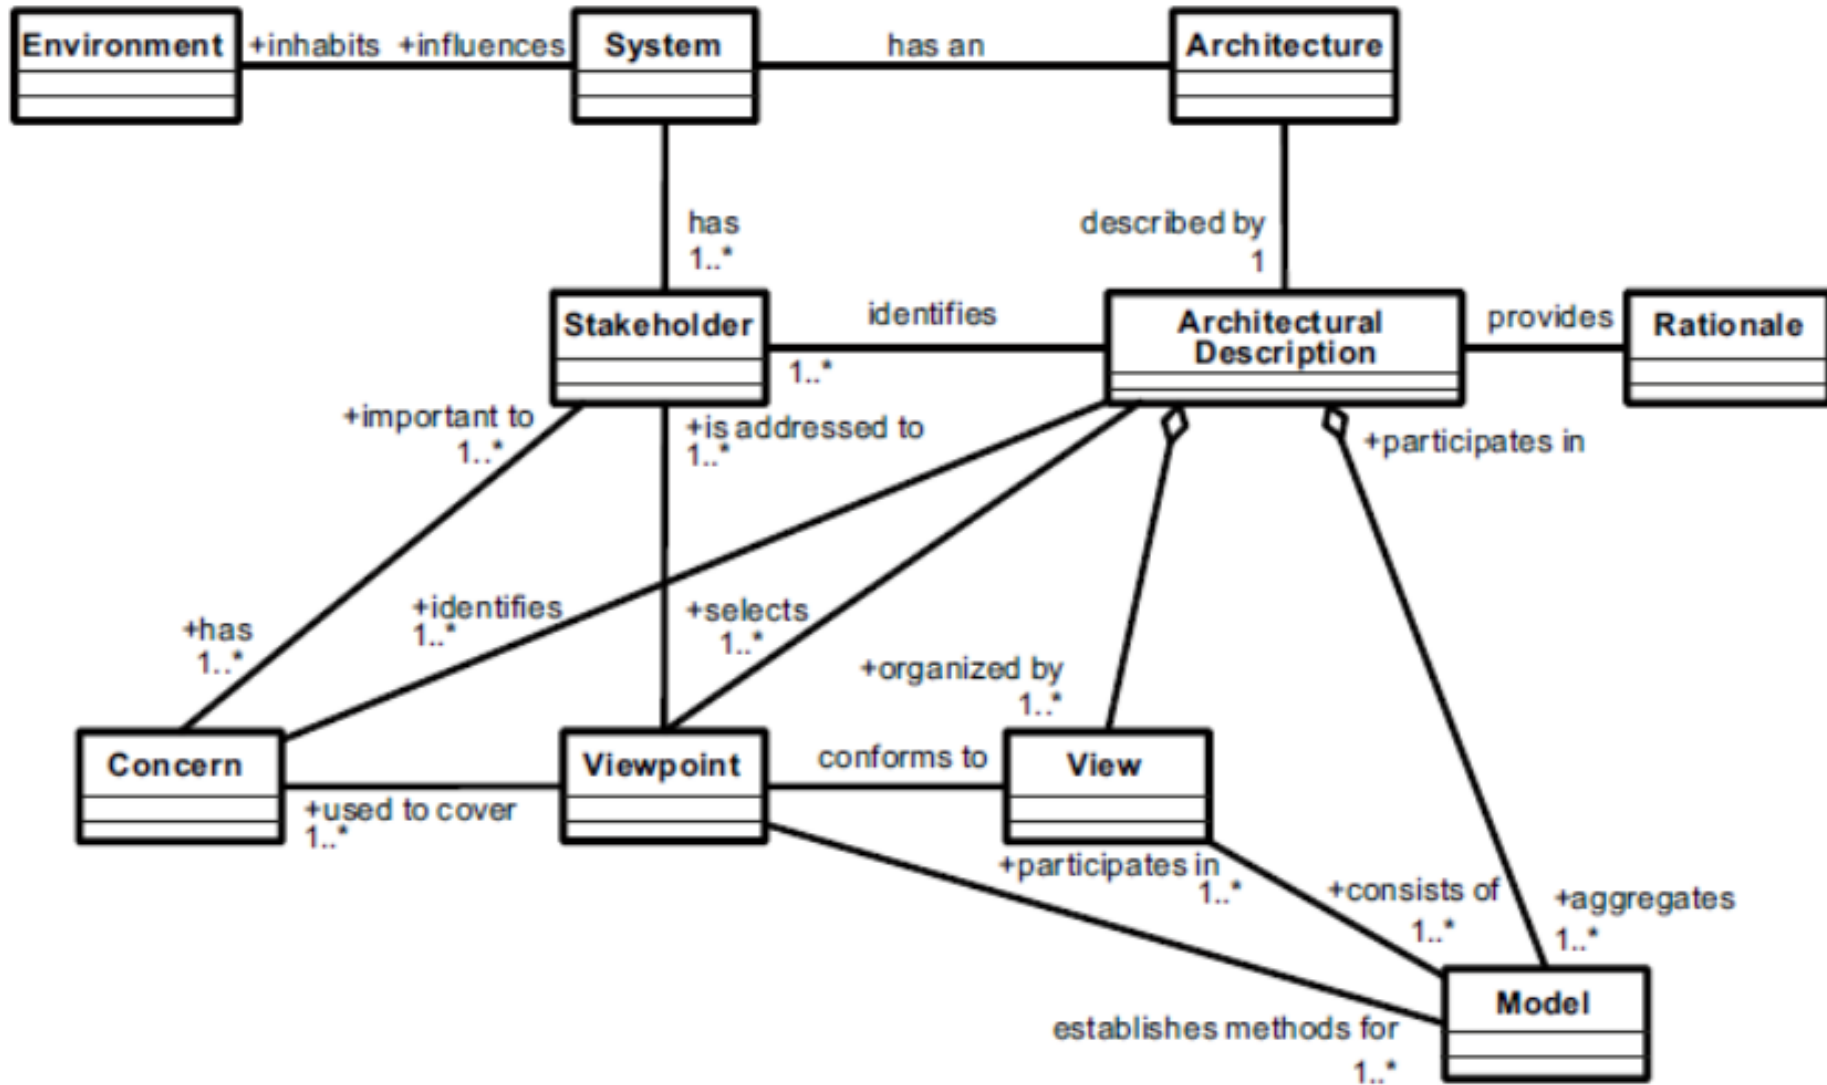 Environment
+inhabits
+influences
System
has an
Architecture
has
1..*
described by
1
Stakeholder
identifies
1..*
Architectural
Description
provides
Rationale
+important to
1..*
+is addressed to
1..*
+participates in
+has
1..*
+identifies
1..*
+selects
1..*
+organized by
1..*
Concern
+used to cover
1..*
Viewpoint
conforms to
View
+participates in
1..*
+consists of
1..*
+aggregates
1..*
establishes methods for
1..*
Model